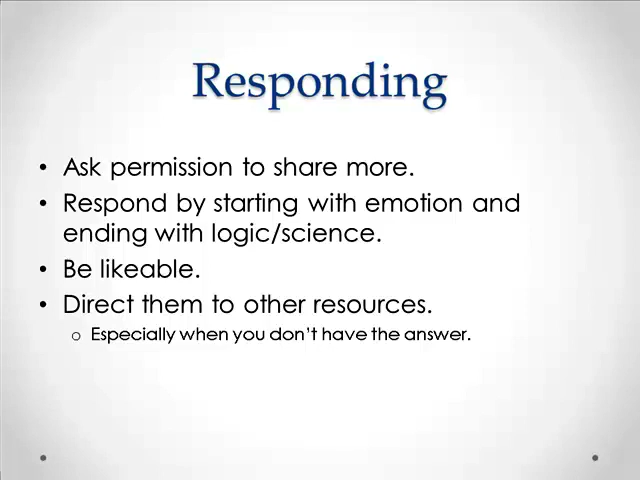 Responding
• Ask permission to share more.
• Respond by starting with emotion and
ending with logic/science.
• Be likeable.
• Direct them to other resources.
o Especially when you don't have the answer.